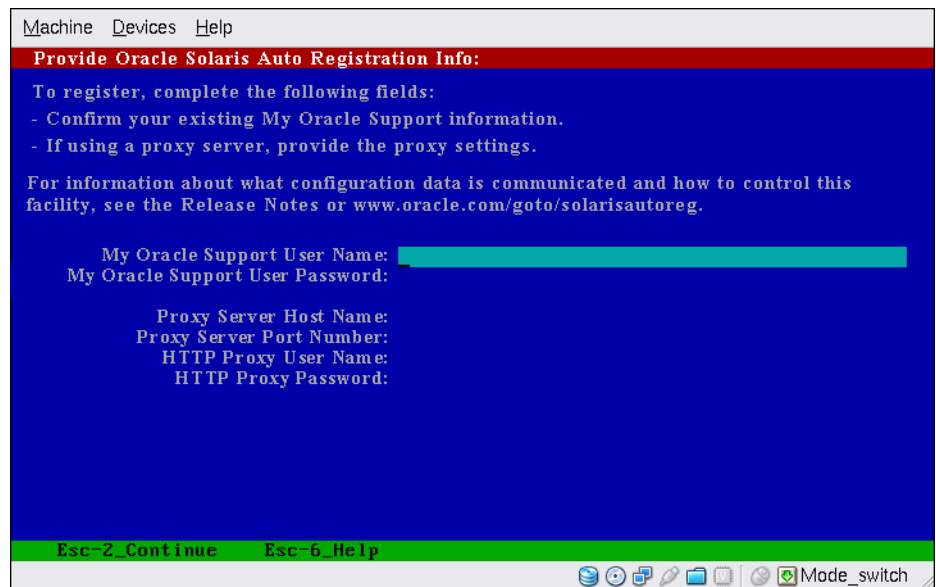 Machine Devices Help
Provide Oracle Solaris Auto Registration Info:
To register, complete the following fields:
- Confirm your existing My Oracle Support information.
- If using a proxy server, provide the proxy settings.
For information about what configuration data is communicated and how to control this
facility, see the Release Notes or www.oracle.com/goto/solarisautoreg.
My Oracle Support User Name:
My Oracle Support User Password:
Proxy Server Host Name:
Proxy Server Port Number:
HTTP Proxy User Name:
HTTP Proxy Password:
Esc-2_Continue Esc-6_Help
Mode_switch